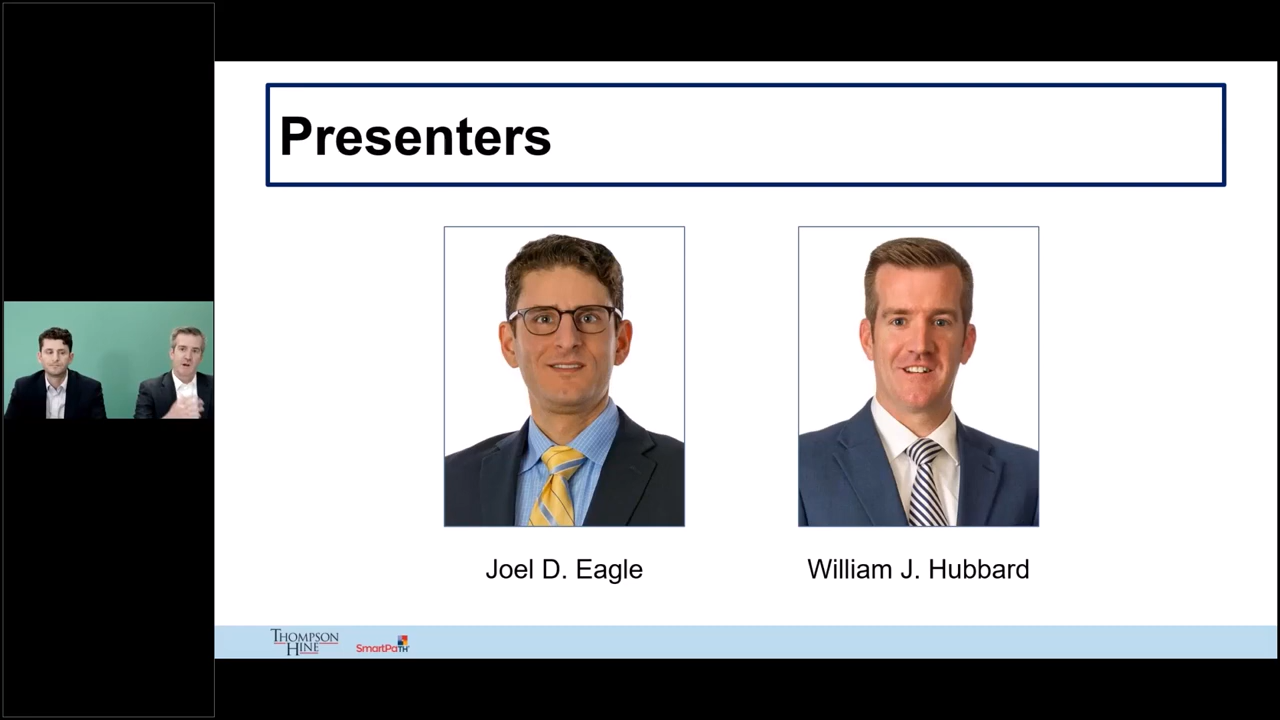 Presenters
Joel D. Eagle
William J. Hubbard
THOMPSON
HINE
SmartPaTH